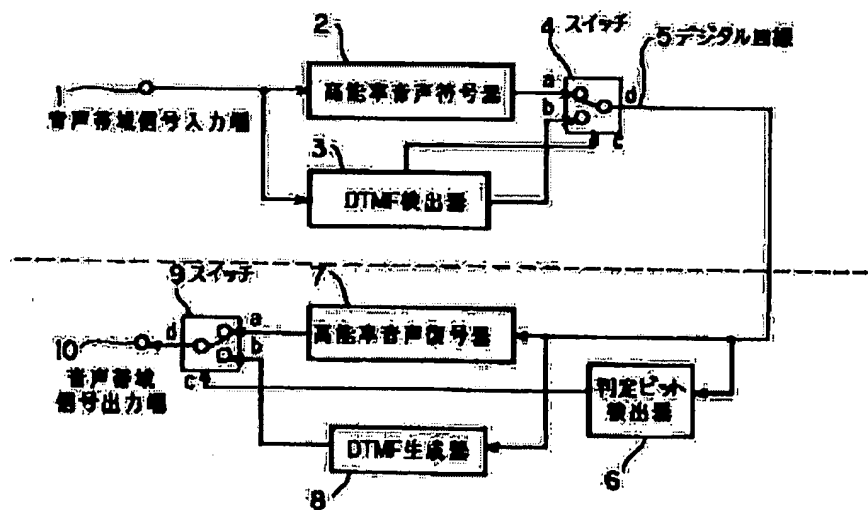 2
4 スイッチ
5 デジタル回線
1
音声帯域信号入力端
高能率音声符号器
a
b
d
c
3
DTMF検出器
9 スイッチ
7
d
a
b
c
10
音声帯域
信号出力端
高能率音声復号器
判定ビット
検出器
DTMF生成器
8
6